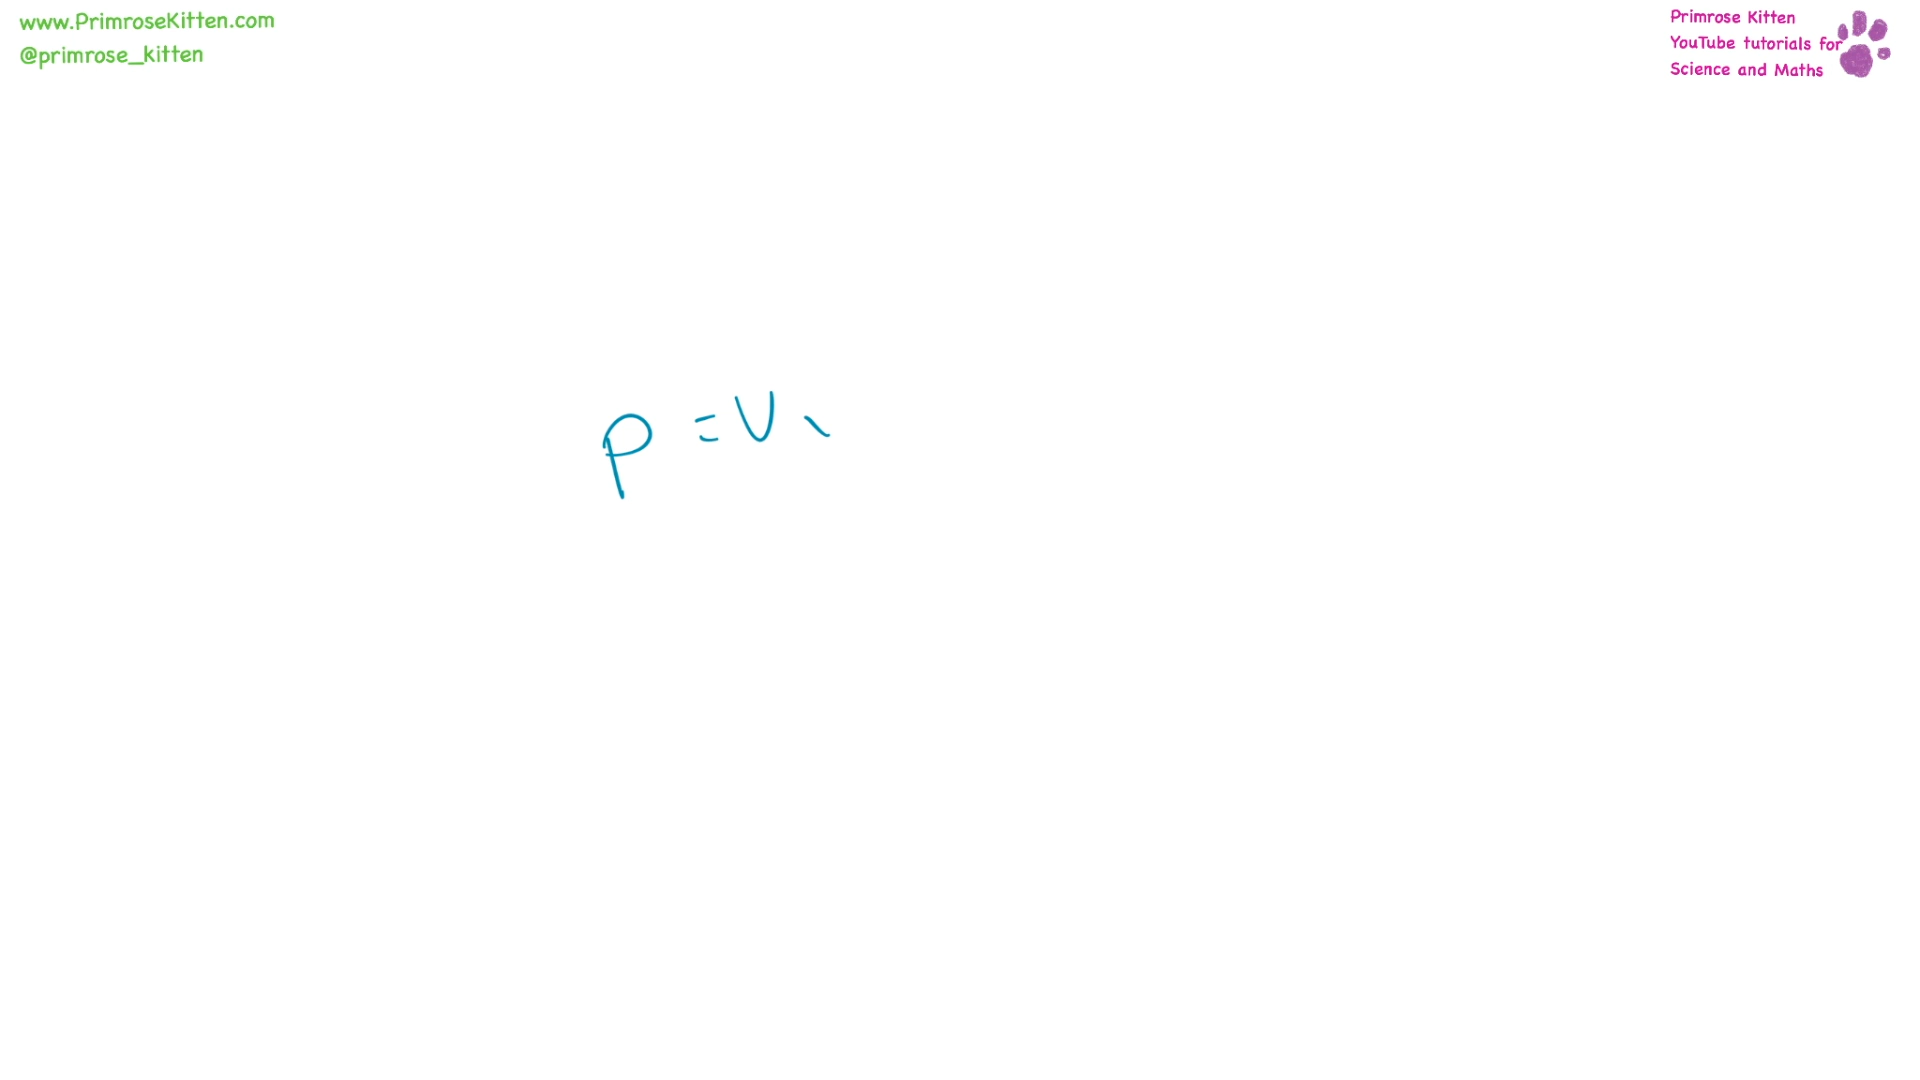 www.PrimroseKitten.com
@primrose_kitten
Primrose Kitten
YouTube tutorials for
Science and Maths
P = V